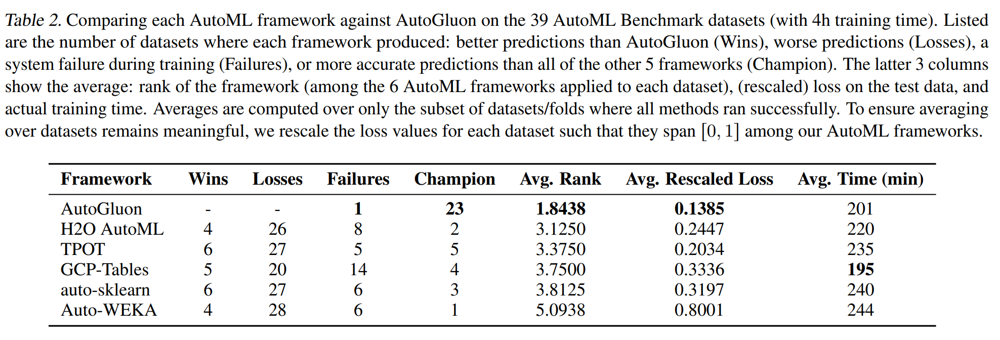 Table 2. Comparing each AutoML framework against AutoGluon on the 39 AutoML Benchmark datasets (with 4h training time). Listed
are the number of datasets where each framework produced: better predictions than AutoGluon (Wins), worse predictions (Losses), a
system failure during training (Failures), or more accurate predictions than all of the other 5 frameworks (Champion). The latter 3 columns
show the average: rank of the framework (among the 6 AutoML frameworks applied to each dataset), (rescaled) loss on the test data, and
actual training time. Averages are computed over only the subset of datasets/folds where all methods ran successfully. To ensure averaging
over datasets remains meaningful, we rescale the loss values for each dataset such that they span [0, 1] among our AutoML frameworks.
Framework Wins Losses Failures Champion Avg. Rank Avg. Rescaled Loss Avg. Time (min)
AutoGluon - - 1 23 1.8438 0.1385 201
H2O AutoML 4 26 8 2 3.1250 0.2447 220
TPOT 6 27 5 5 3.3750 0.2034 235
GCP-Tables 5 20 14 4 3.7500 0.3336 195
auto-sklearn 6 27 6 3 3.8125 0.3197 240
Auto-WEKA 4 28 6 1 5.0938 0.8001 244